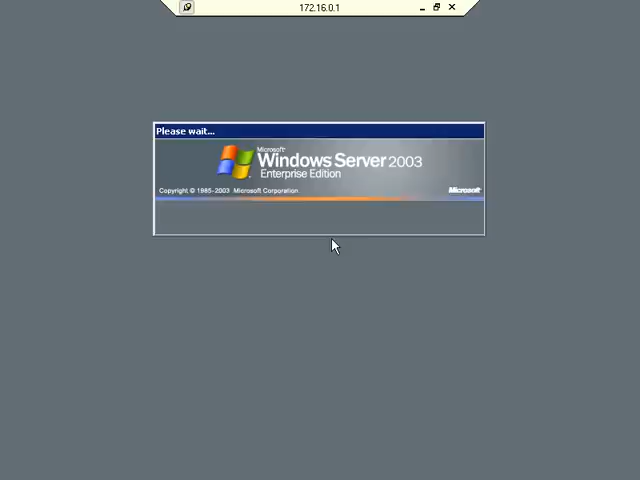 172.16.0.1
Please wait...
Microsoft
Windows Server 2003
Enterprise Edition
Copyright © 1985-2003 Microsoft Corporation
Microsoft